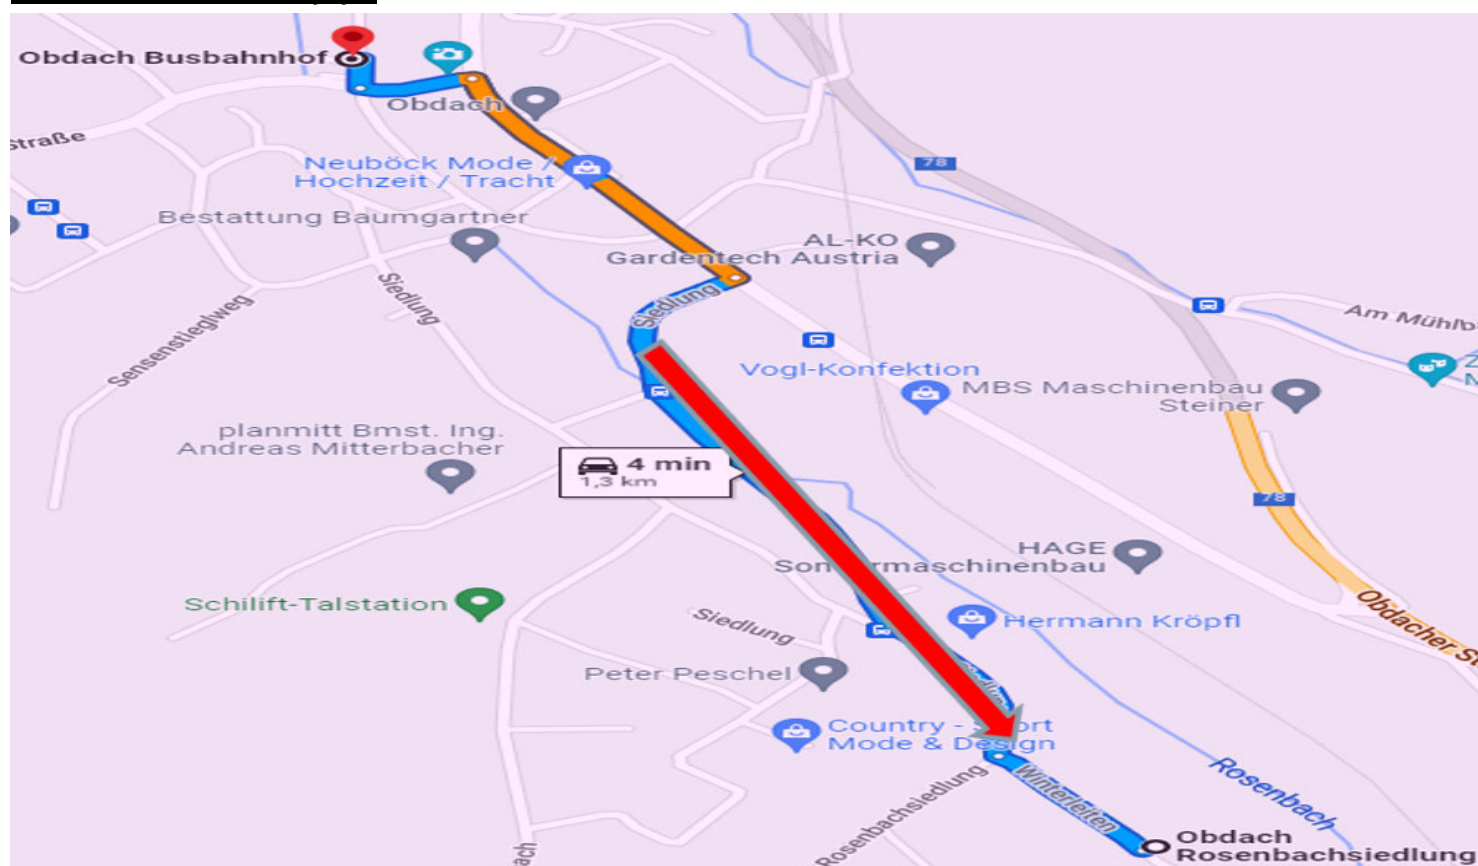 Obdach Busbahnhof
Obdach
Straße
Neuböck Mode /
Hochzeit / Tracht
78
Bestattung Baumgartner
AL-KO
Gardentech Austria
Siedlung
Siedlung
Sensenstieglweg
Am Mühlb
Vogl-Konfektion
MBS Maschinenbau
Steiner
planmitt Bmst. Ing.
Andreas Mitterbacher
4 min
1,3 km
78
HAGE
Schilift-Talstation
Siedlung
Hermann Kröpfl
Obdacher St
Peter Peschel
Country -
Mode & Design
Rosenbachsiedlung
Winterleiten
Rosenbach
Obdach
Rosenbachsiedlung
ach